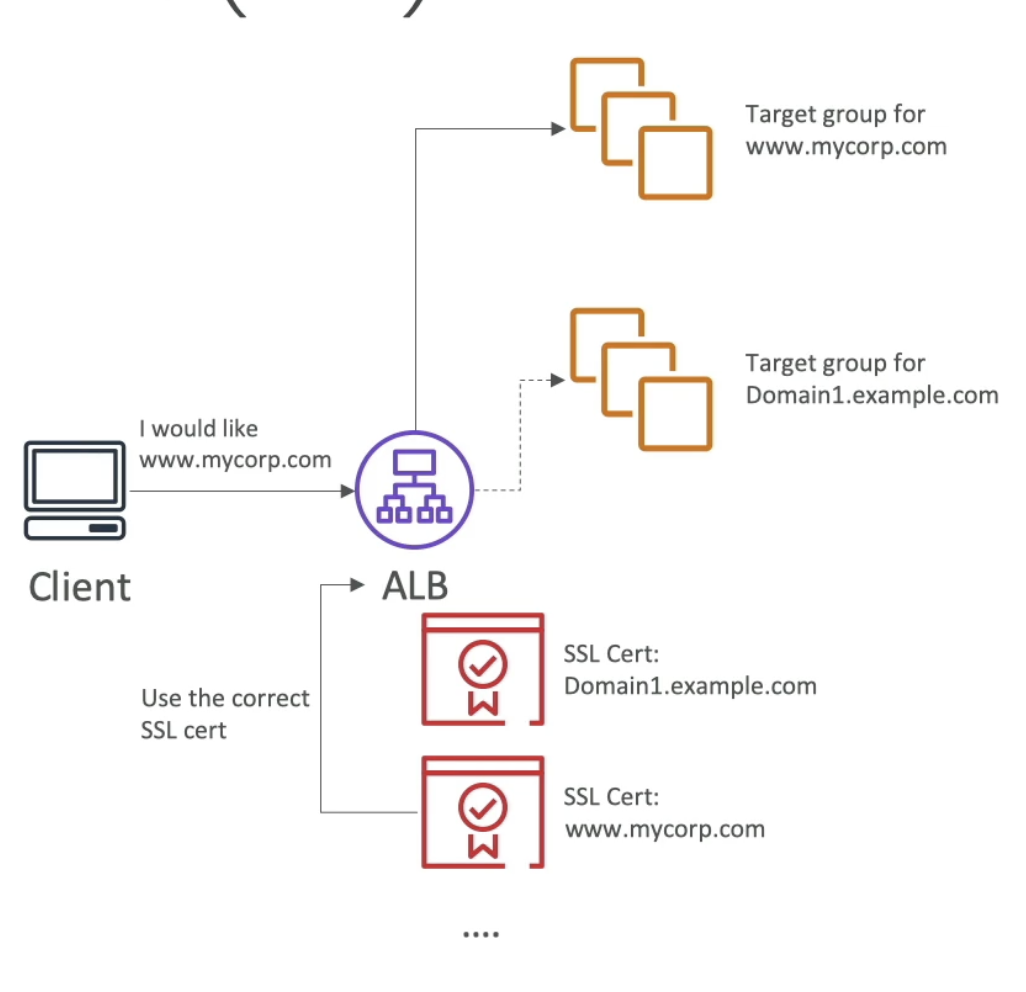 Target group for
www.mycorp.com
Target group for
Domain1.example.com
I would like
www.mycorp.com
Client
ALB
SSL Cert:
Domain1.example.com
Use the correct
SSL cert
SSL Cert:
www.mycorp.com
....